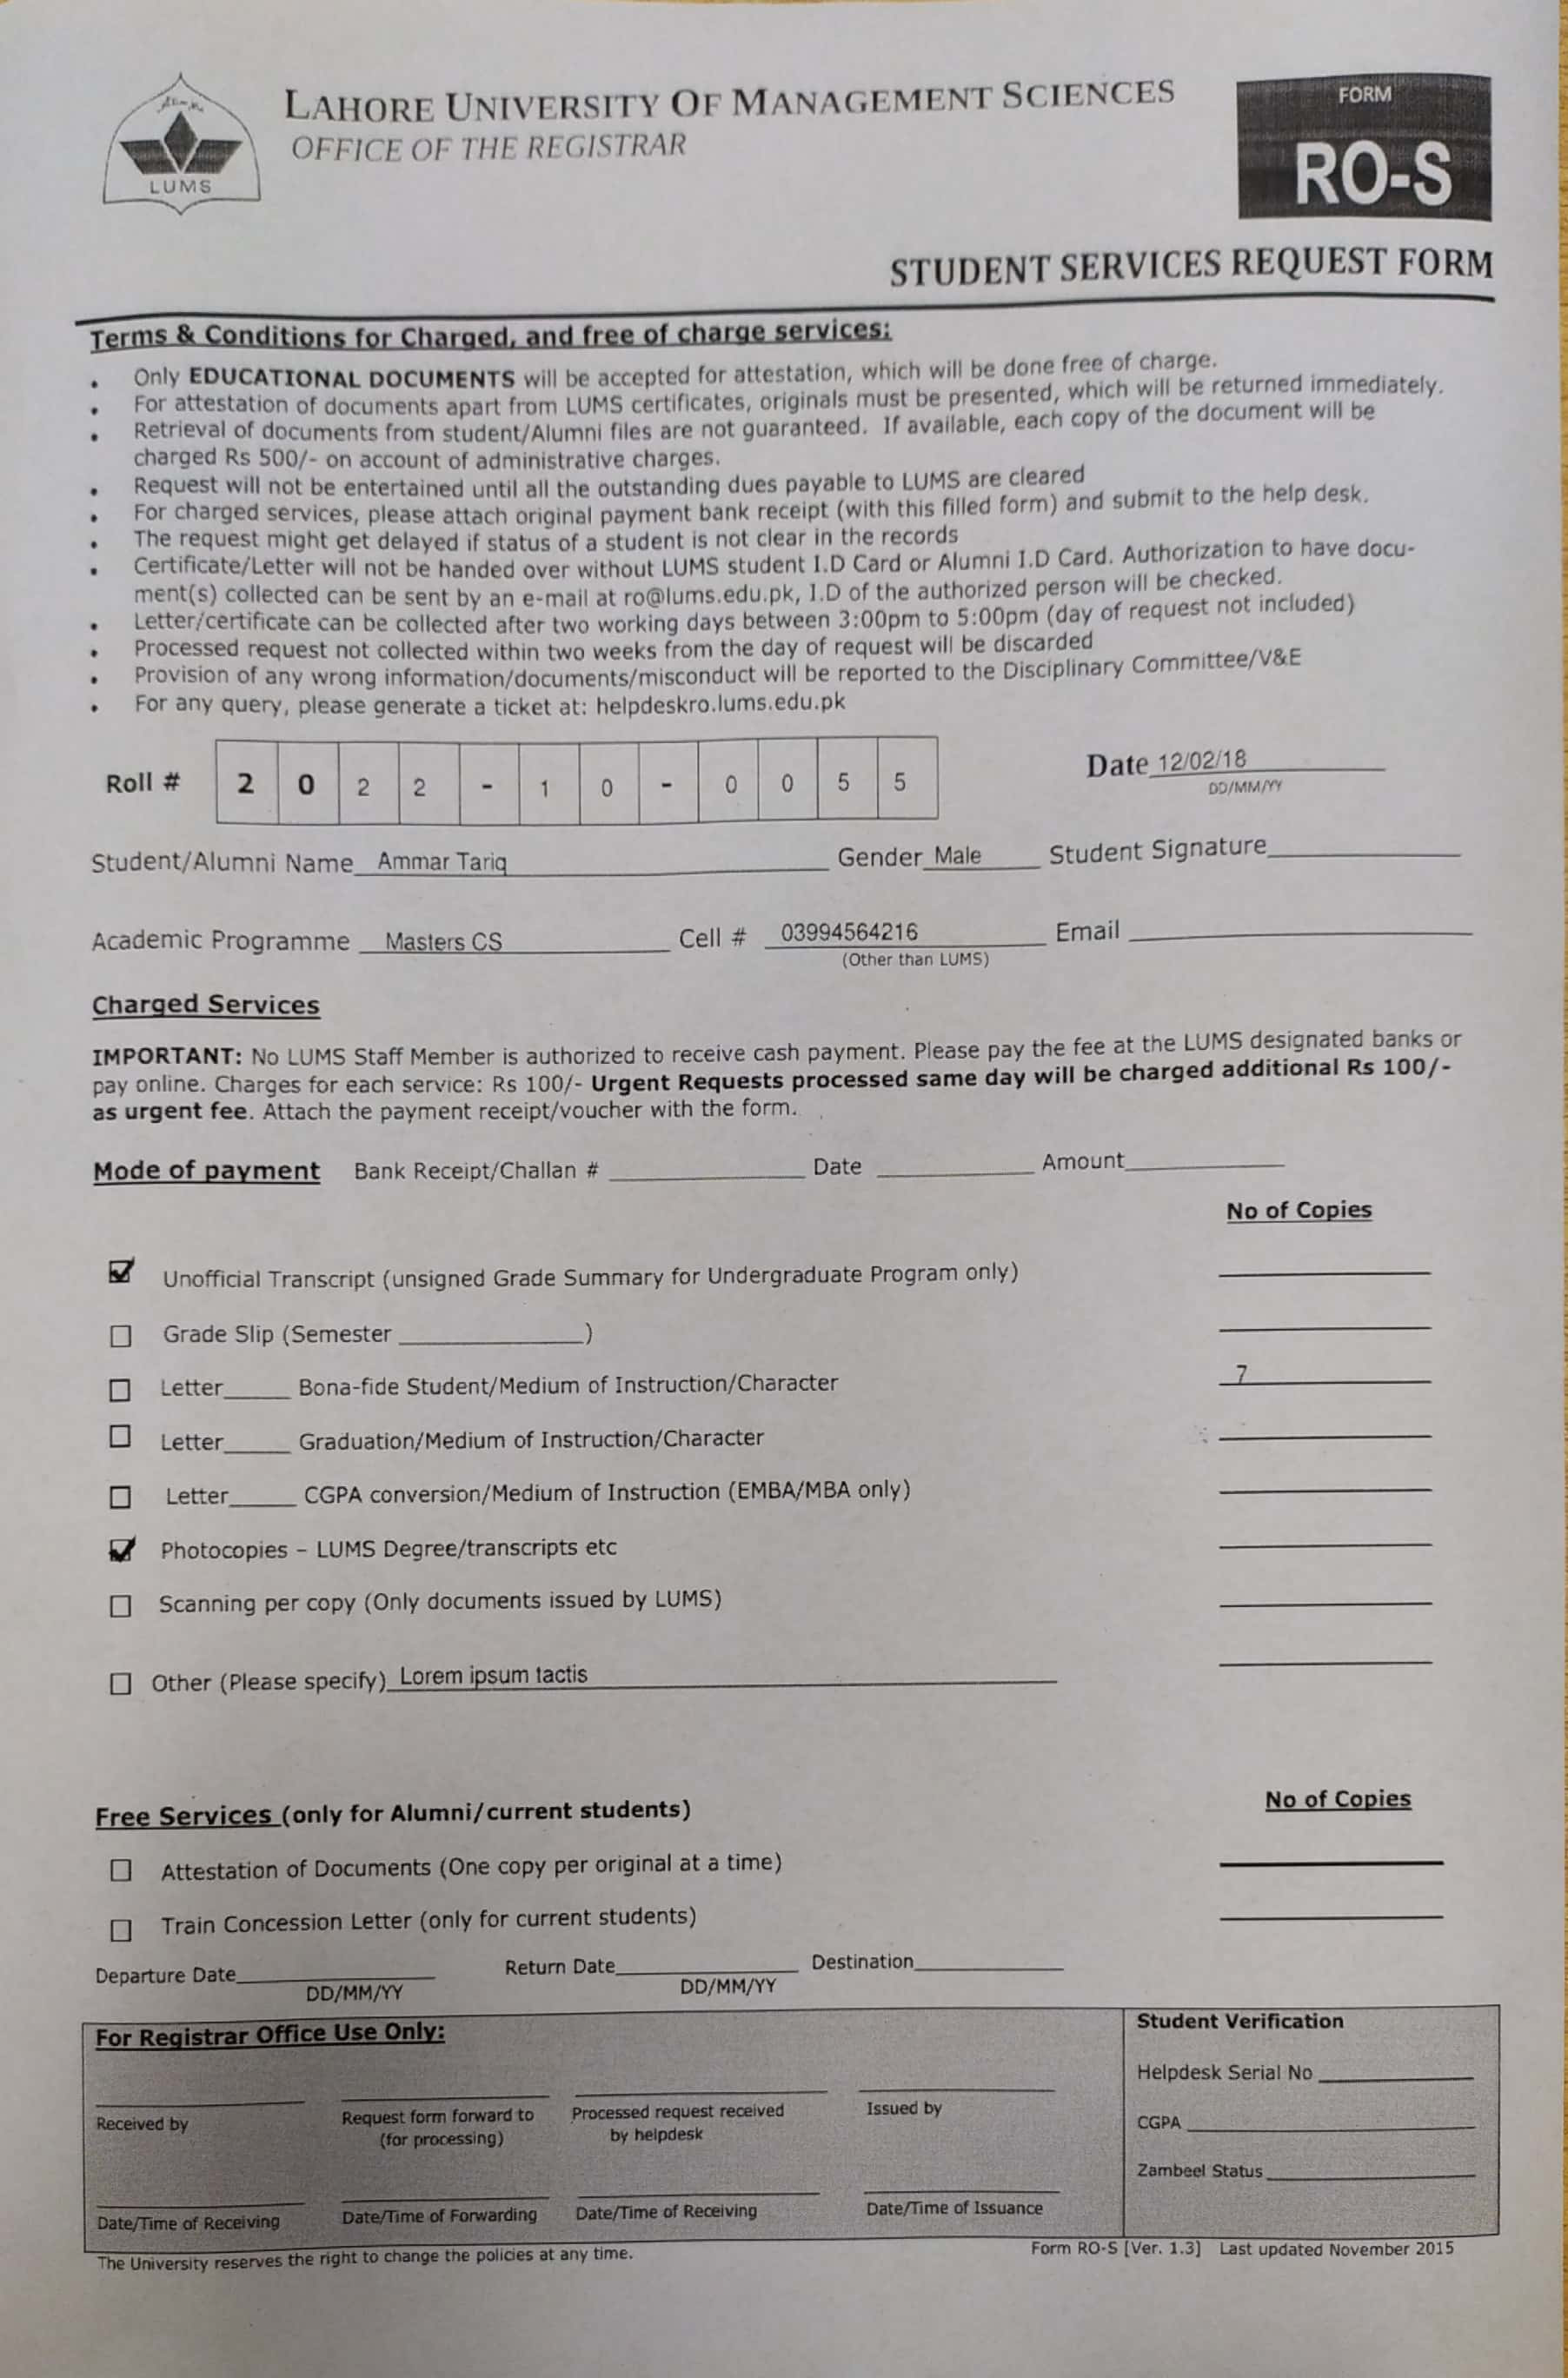 LUMS
LAHORE UNIVERSITY OF MANAGEMENT SCIENCES
OFFICE OF THE REGISTRAR
FORM
RO-S
STUDENT SERVICES REQUEST FORM
Terms & Conditions for Charged, and free of charge services:
• Only EDUCATIONAL DOCUMENTS will be accepted for attestation, which will be done free of charge.
• For attestation of documents apart from LUMS certificates, originals must be presented, which will be returned immediately.
• Retrieval of documents from student/Alumni files are not guaranteed. If available, each copy of the document will be
charged Rs 500/- on account of administrative charges.
• Request will not be entertained until all the outstanding dues payable to LUMS are cleared
• For charged services, please attach original payment bank receipt (with this filled form) and submit to the help desk.
• The request might get delayed if status of a student is not clear in the records
• Certificate/Letter will not be handed over without LUMS student I.D Card or Alumni I.D Card. Authorization to have docu-
ment(s) collected can be sent by an e-mail at ro@lums.edu.pk, I.D of the authorized person will be checked.
• Letter/certificate can be collected after two working days between 3:00pm to 5:00pm (day of request not included)
• Processed request not collected within two weeks from the day of request will be discarded
• Provision of any wrong information/documents/misconduct will be reported to the Disciplinary Committee/V&E
• For any query, please generate a ticket at: helpdeskro.lums.edu.pk
Roll # 2 0 2 2 - 1 0 - 0 0 5 5 Date 12/02/18
DD/MM/YY
Student/Alumni Name Ammar Tariq Gender Male Student Signature
Academic Programme Masters CS Cell # 03994564216 Email
(Other than LUMS)
Charged Services
IMPORTANT: No LUMS Staff Member is authorized to receive cash payment. Please pay the fee at the LUMS designated banks or
pay online. Charges for each service: Rs 100/- Urgent Requests processed same day will be charged additional Rs 100/-
as urgent fee. Attach the payment receipt/voucher with the form.
Mode of payment Bank Receipt/Challan # Date Amount
No of Copies
Unofficial Transcript (unsigned Grade Summary for Undergraduate Program only)
Grade Slip (Semester )
Letter Bona-fide Student/Medium of Instruction/Character 7
Letter Graduation/Medium of Instruction/Character
Letter CGPA conversion/Medium of Instruction (EMBA/MBA only)
Photocopies – LUMS Degree/transcripts etc
Scanning per copy (Only documents issued by LUMS)
Other (Please specify) Lorem ipsum tactis
Free Services (only for Alumni/current students) No of Copies
Attestation of Documents (One copy per original at a time)
Train Concession Letter (only for current students)
Departure Date Return Date Destination
DD/MM/YY DD/MM/YY
For Registrar Office Use Only:
Received by Request form forward to Processed request received Issued by
(for processing) by helpdesk
Date/Time of Receiving Date/Time of Forwarding Date/Time of Receiving Date/Time of Issuance
Student Verification
Helpdesk Serial No
CGPA
Zambeel Status
The University reserves the right to change the policies at any time. Form RO-S [Ver. 1.3] Last updated November 2015